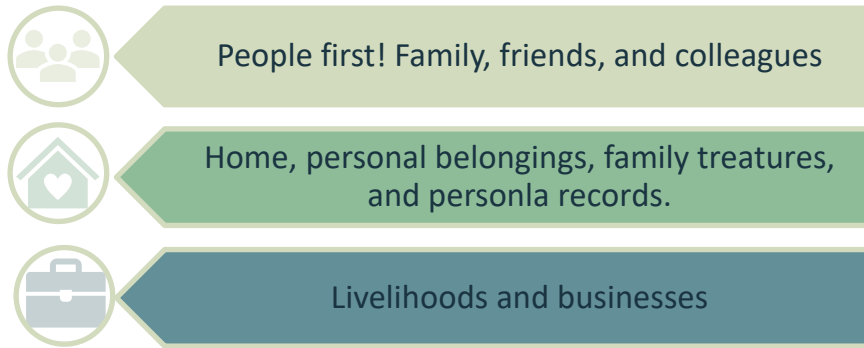 People first! Family, friends, and colleagues
Home, personal belongings, family treatures,
and personla records.
Livelihoods and businesses